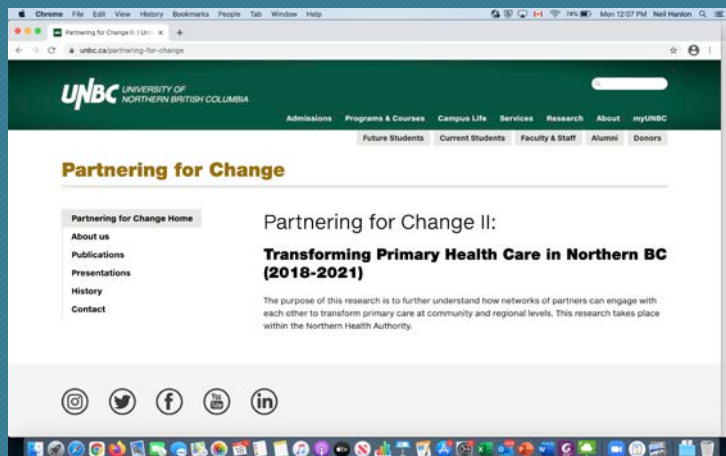 Chrome File Edit View History Bookmarks People Tab Window Help
74% Mon 12:07 PM Neil Hanlon
Partnering for Change II | Uni
unbc.ca/partnering-for-change
UNBC UNIVERSITY OF
NORTHERN BRITISH COLUMBIA
Admissions Programs & Courses Campus Life Services Research About myUNBC
Future Students Current Students Faculty & Staff Alumni Donors
Partnering for Change
Partnering for Change Home
About us
Publications
Presentations
History
Contact
Partnering for Change II:
Transforming Primary Health Care in Northern BC
(2018-2021)
The purpose of this research is to further understand how networks of partners can engage with
each other to transform primary care at community and regional levels. This research takes place
within the Northern Health Authority.
You
Tube